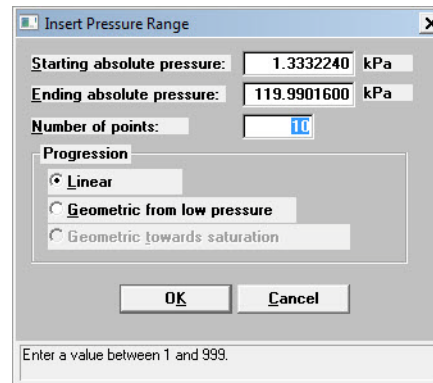 Insert Pressure Range
Starting absolute pressure: 1.3332240 kPa
Ending absolute pressure: 119.9901600 kPa
Number of points: 10
Progression
Linear
Geometric from low pressure
Geometric towards saturation
OK Cancel
Enter a value between 1 and 999.